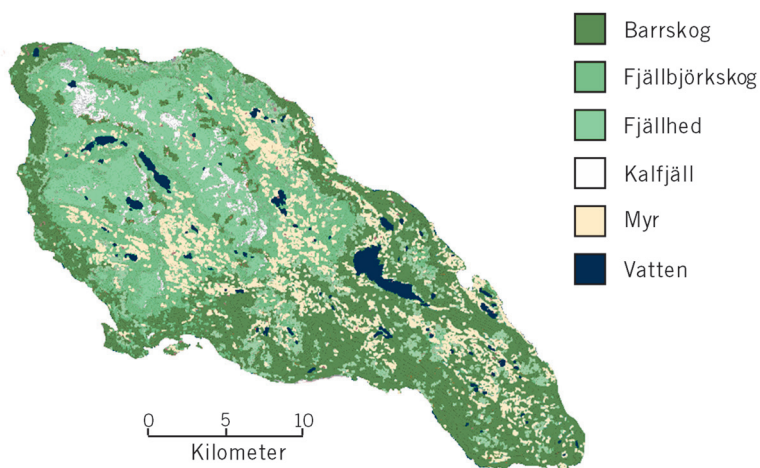 Barrskog
Fjällbjörkskog
Fjällhed
Kalfjäll
Myr
Vatten
0 5 10
Kilometer